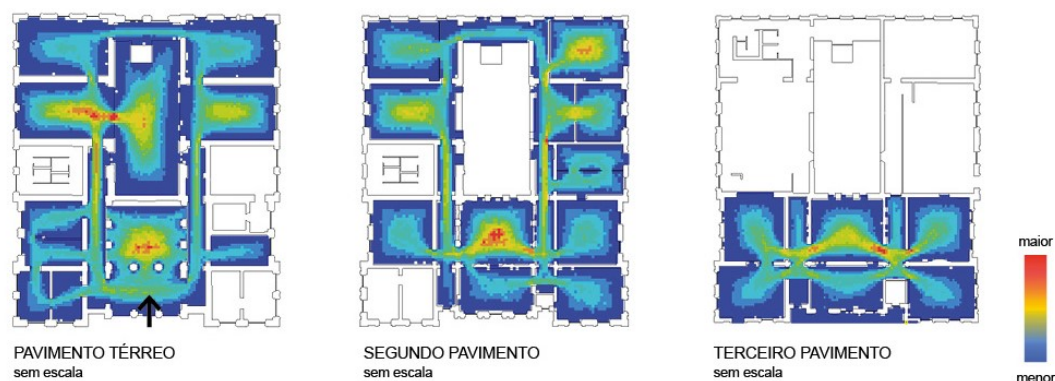 maior
PAVIMENTO TÉRREO
sem escala
SEGUNDO PAVIMENTO
sem escala
TERCEIRO PAVIMENTO
sem escala
menor